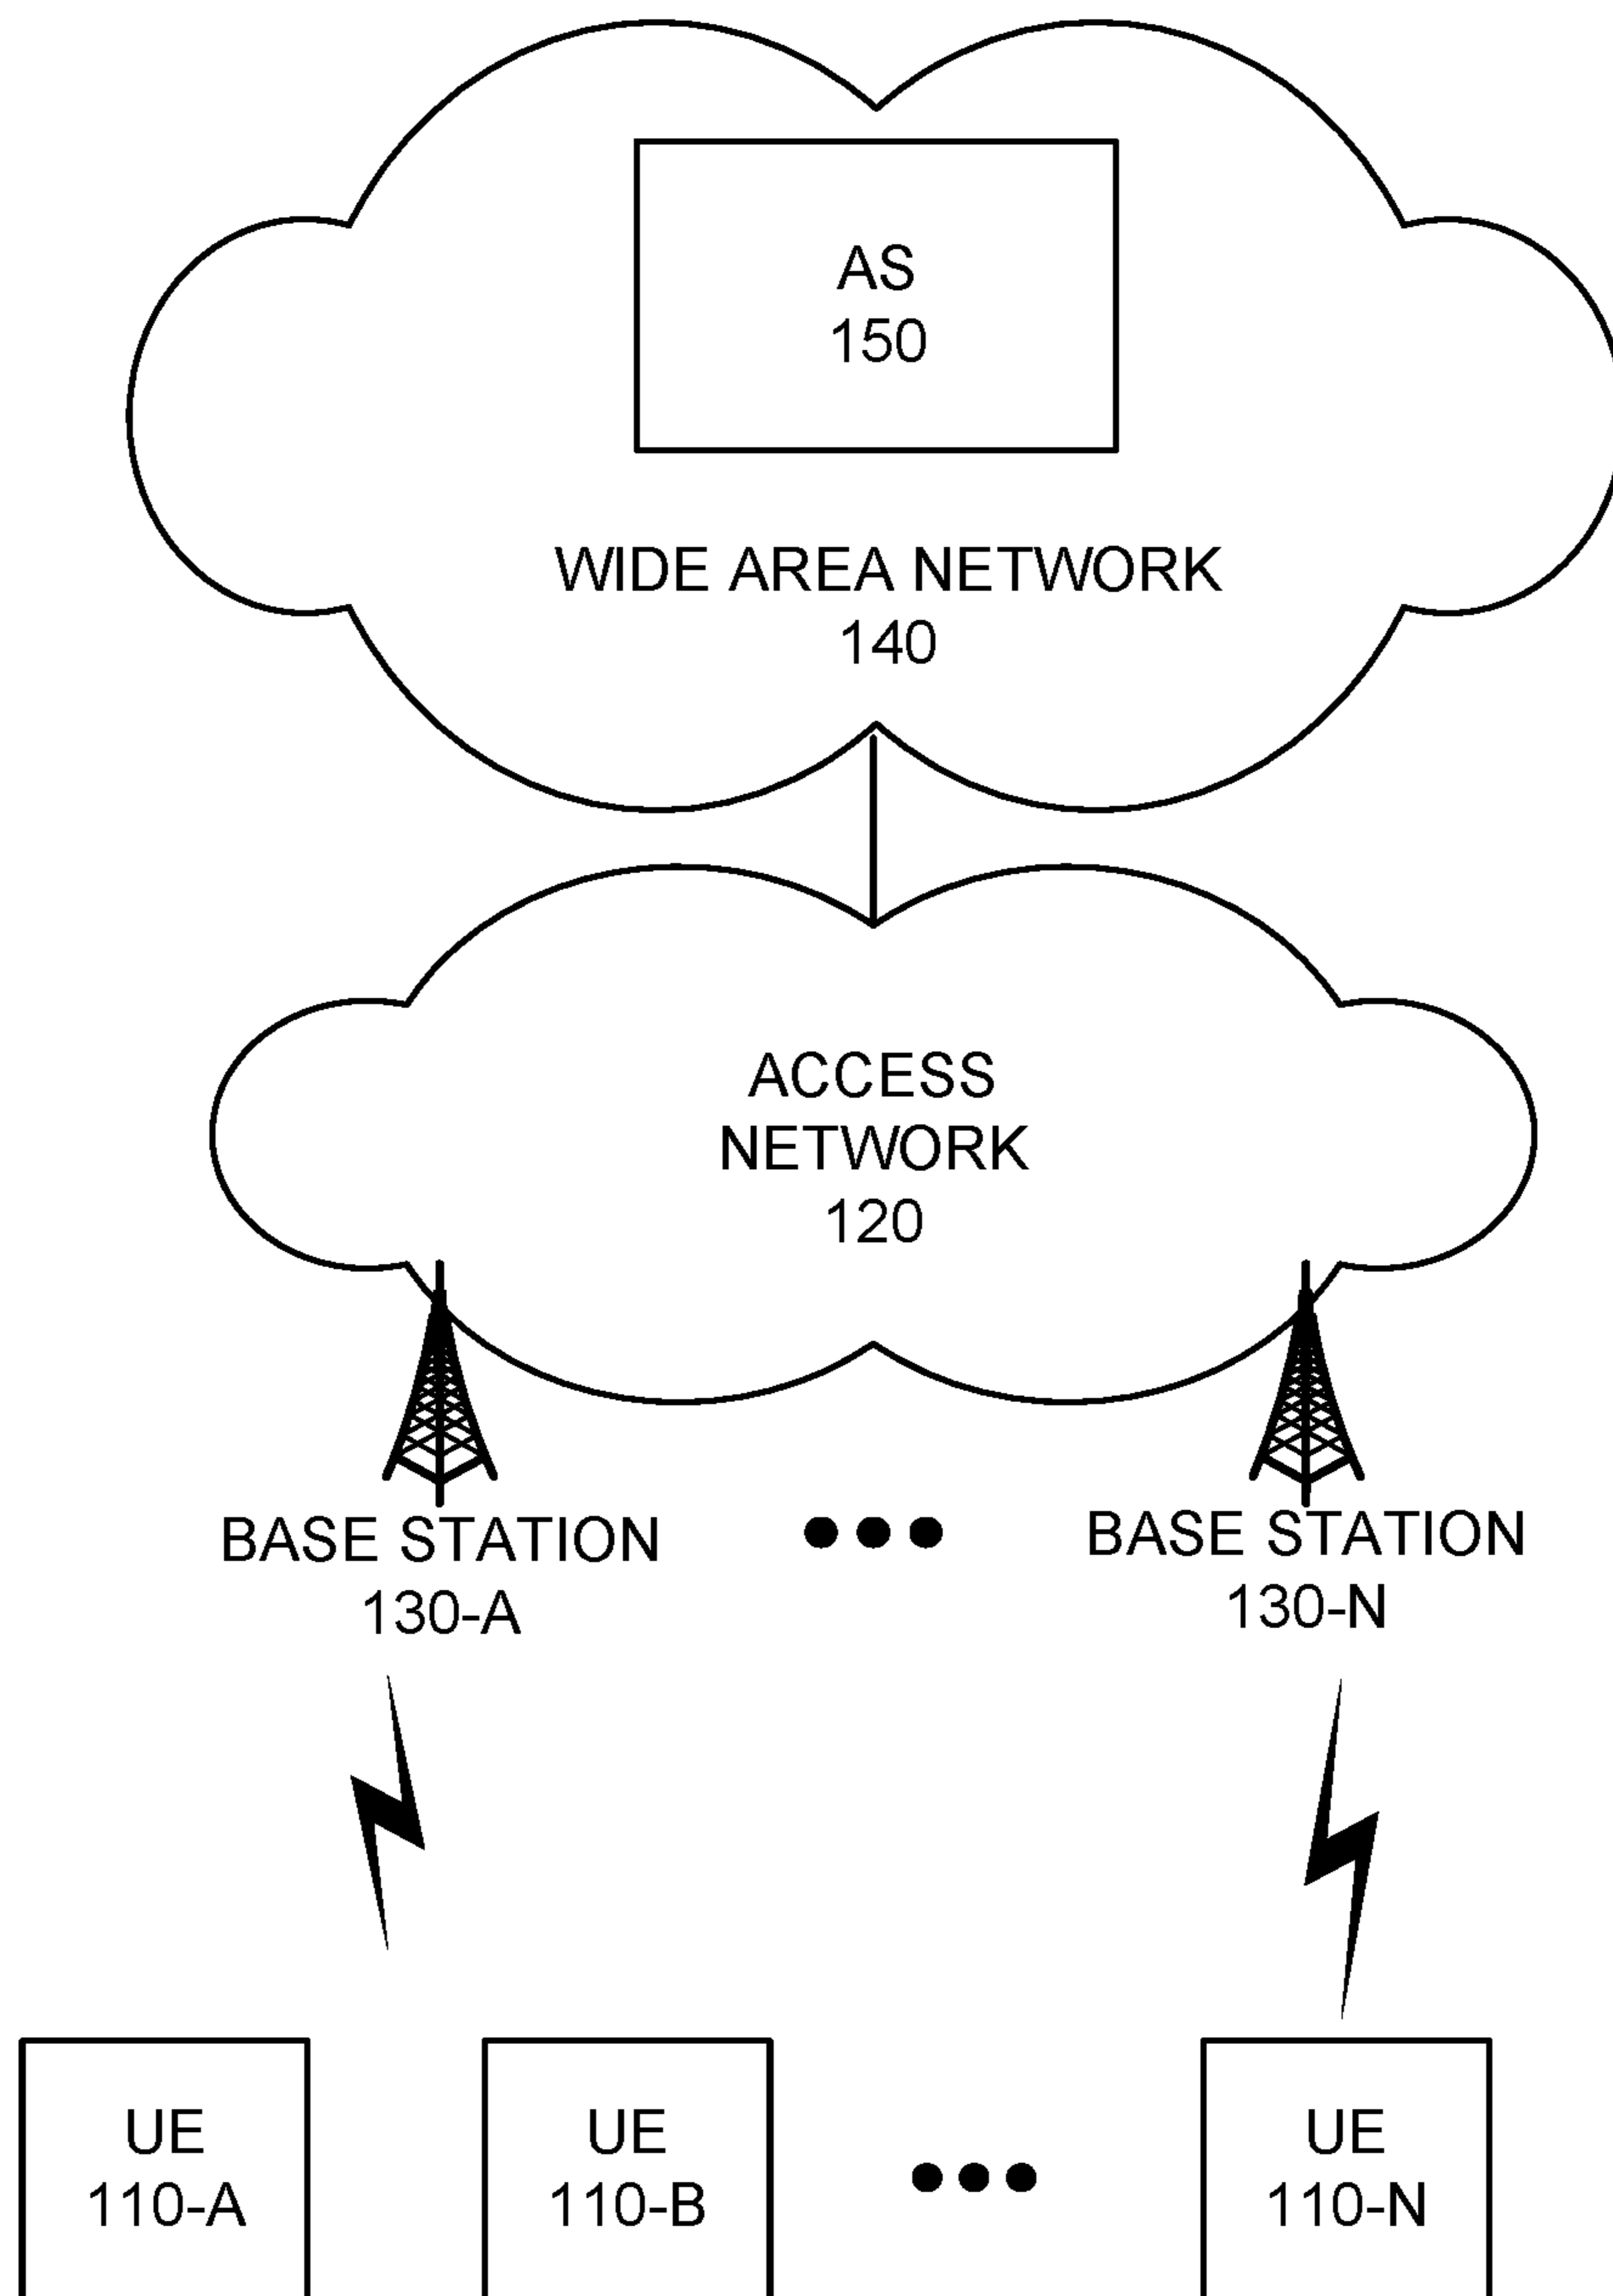 AS
150
WIDE AREA NETWORK
140
ACCESS
NETWORK
120
BASE STATION
130-A
BASE STATION
130-N
UE
110-A
UE
110-B
UE
110-N